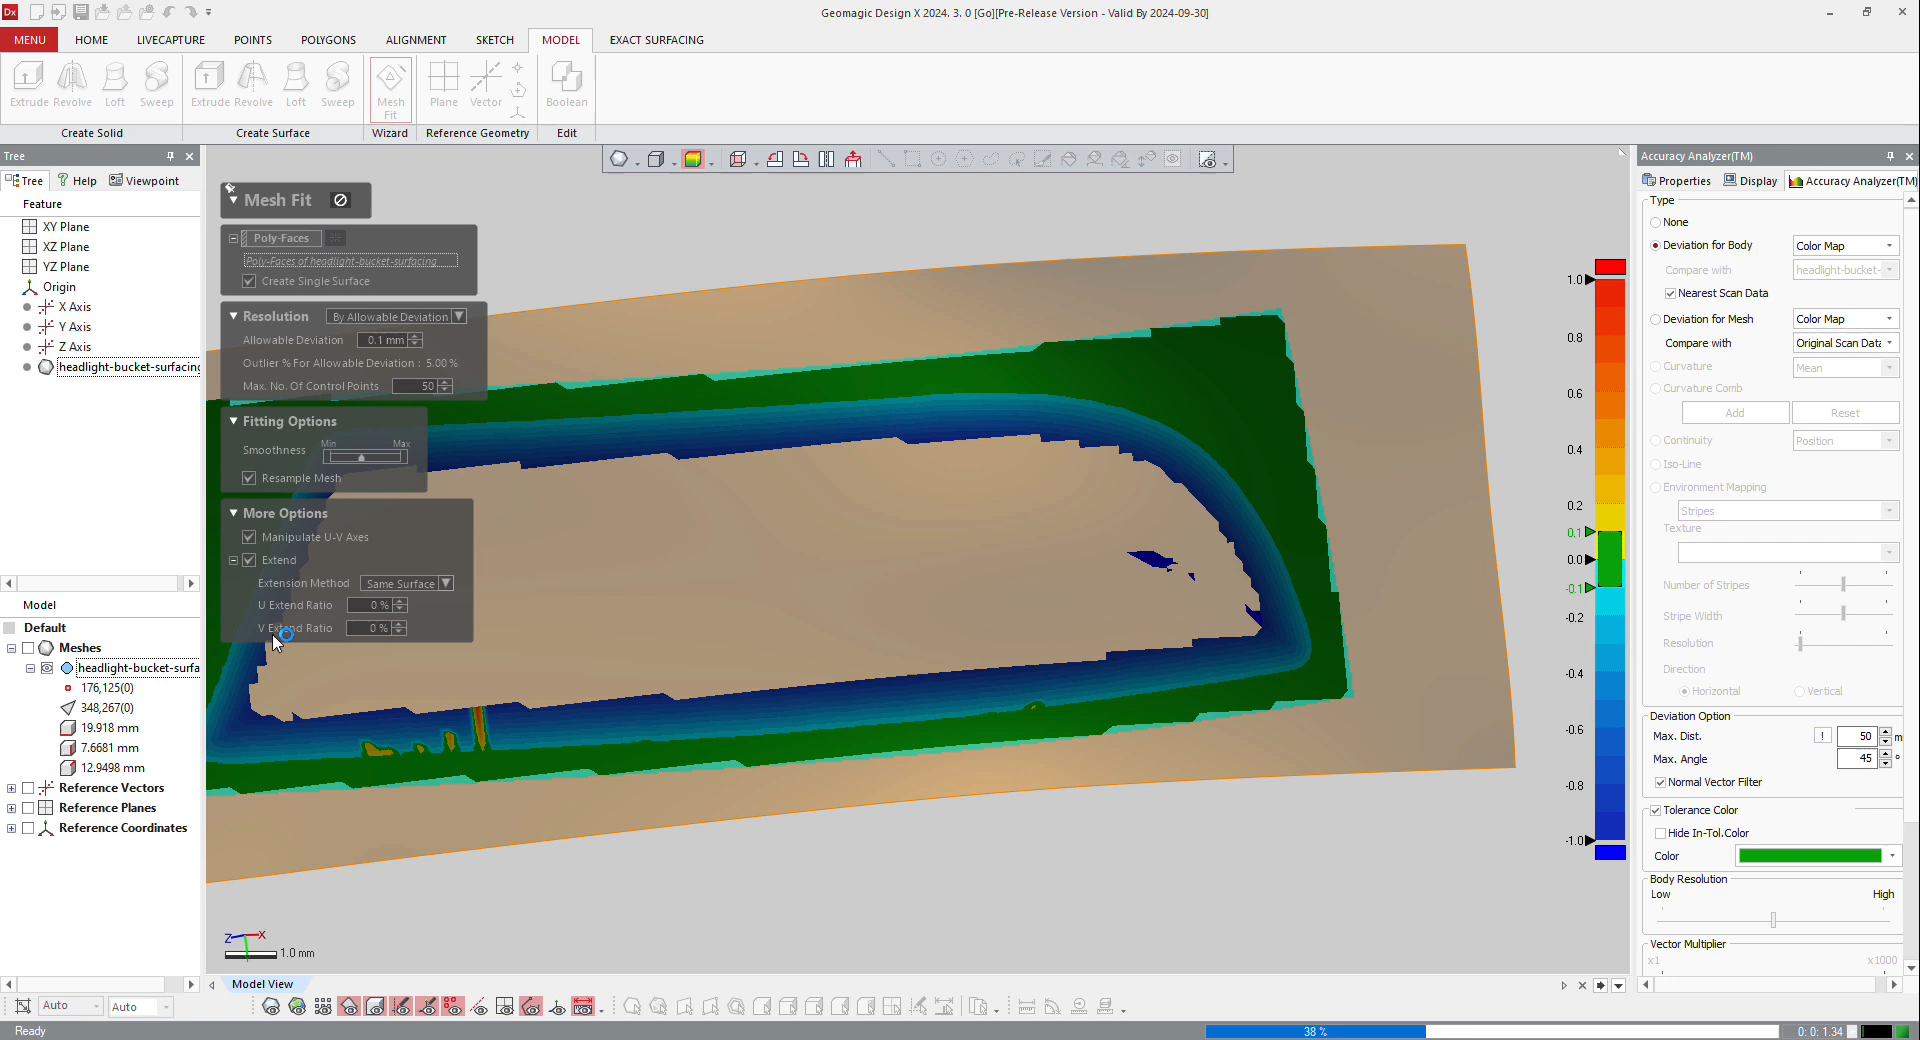 Dx
Geomagic Design X 2024. 3. 0 [Go][Pre-Release Version - Valid By 2024-09-30]
MENU HOME LIVECAPTURE POINTS POLYGONS ALIGNMENT SKETCH MODEL EXACT SURFACING
Extrude Revolve Loft Sweep Extrude Revolve Loft Sweep Mesh Fit Plane Vector Boolean
Create Solid Create Surface Wizard Reference Geometry Edit
Tree
Tree Help Viewpoint
Feature
XY Plane
XZ Plane
YZ Plane
Origin
X Axis
Y Axis
Z Axis
headlight-bucket-surfacing
Model
Default
Meshes
headlight-bucket-surfa
176,125(0)
348,267(0)
19.918 mm
7.6681 mm
12.9498 mm
Reference Vectors
Reference Planes
Reference Coordinates
Mesh Fit
Poly-Faces
Poly-Faces of headlight-bucket-surfacing
Create Single Surface
Resolution By Allowable Deviation
Allowable Deviation 0.1 mm
Outlier % For Allowable Deviation : 5.00 %
Max. No. Of Control Points 50
Fitting Options
Min Max
Smoothness
Resample Mesh
More Options
Manipulate U-V Axes
Extend
Extension Method Same Surface
U Extend Ratio 0 %
V Extend Ratio 0 %
1.0
0.8
0.6
0.4
0.2
0.1
0.0
-0.1
-0.2
-0.4
-0.6
-0.8
-1.0
Z X
1.0 mm
Model View
Accuracy Analyzer(TM)
Properties Display Accuracy Analyzer(TM)
Type
None
Deviation for Body Color Map
Compare with headlight-bucket-
Nearest Scan Data
Deviation for Mesh Color Map
Compare with Original Scan Data
Curvature Mean
Curvature Comb
Add Reset
Continuity Position
Iso-Line
Environment Mapping
Stripes
Texture
Number of Stripes
Stripe Width
Resolution
Direction
Horizontal Vertical
Deviation Option
Max. Dist. ! 50 m
Max. Angle 45 °
Normal Vector Filter
Tolerance Color
Hide In-Tol.Color
Color
Body Resolution
Low High
Vector Multiplier
x1 x1000
Auto Auto
Ready 38 % 0: 0: 1.34